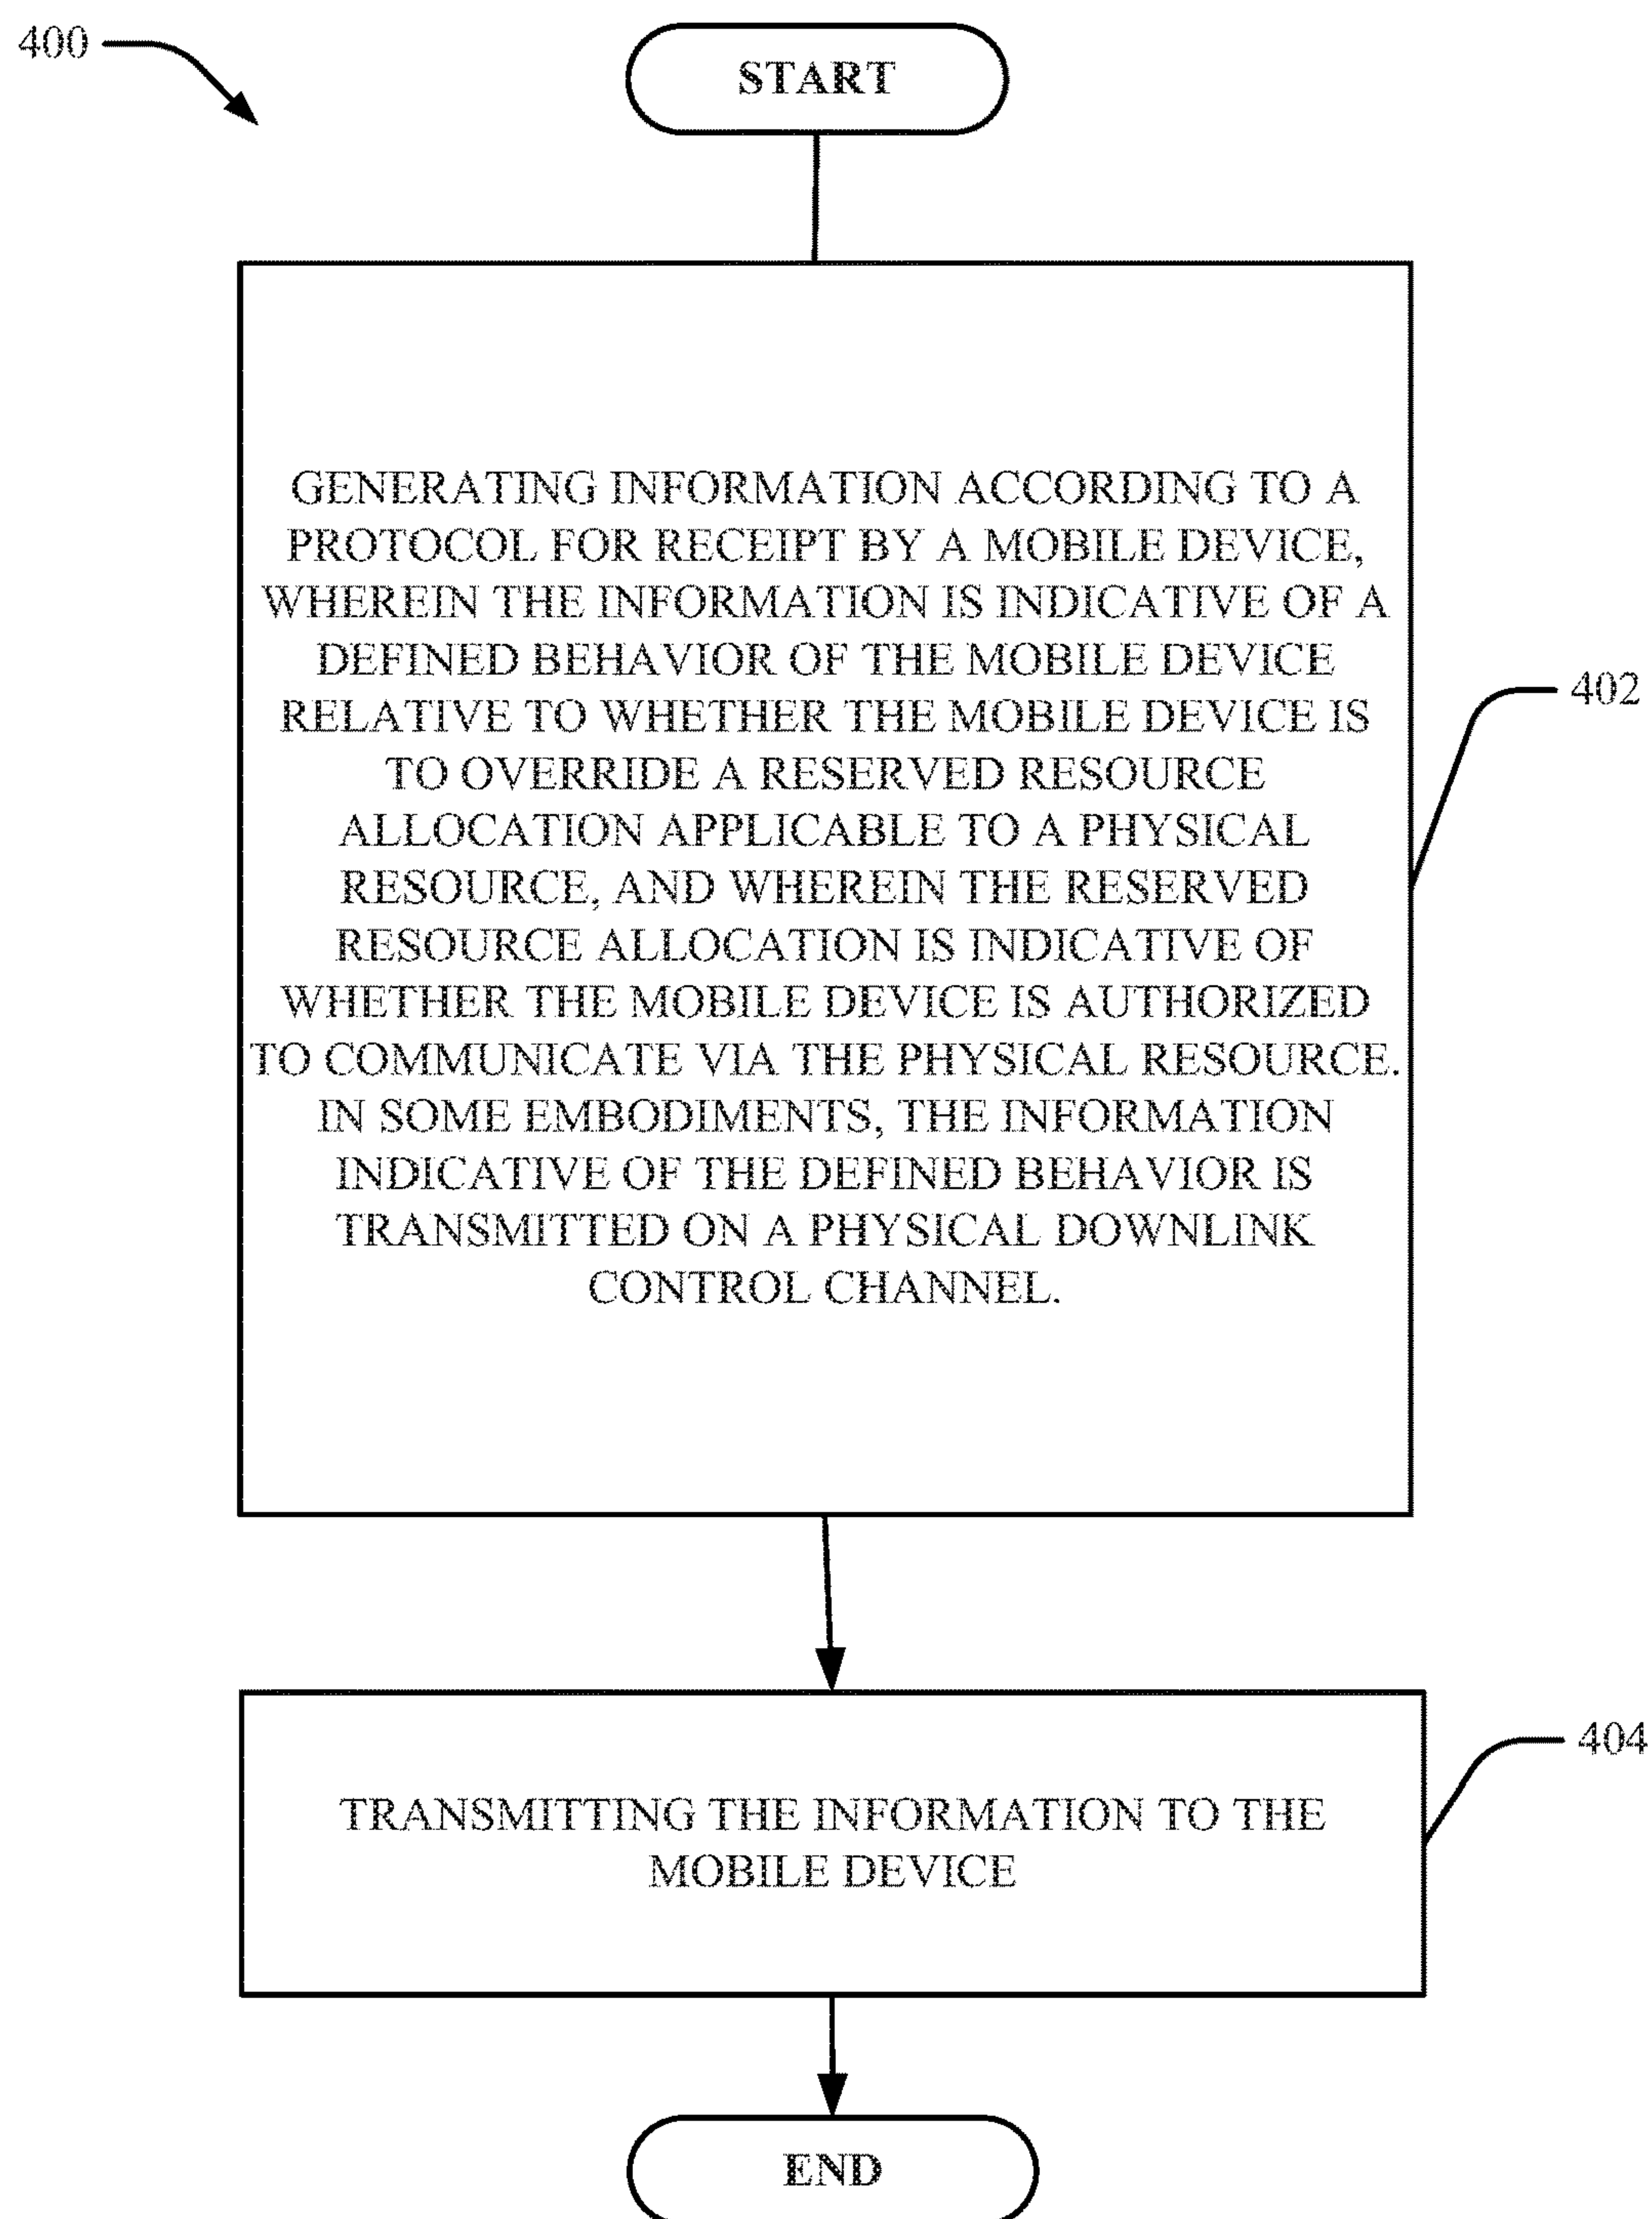 400
START
GENERATING INFORMATION ACCORDING TO A
PROTOCOL FOR RECEIPT BY A MOBILE DEVICE,
WHEREIN THE INFORMATION IS INDICATIVE OF A
DEFINED BEHAVIOR OF THE MOBILE DEVICE
RELATIVE TO WHETHER THE MOBILE DEVICE IS
TO OVERRIDE A RESERVED RESOURCE
ALLOCATION APPLICABLE TO A PHYSICAL
RESOURCE, AND WHEREIN THE RESERVED
RESOURCE ALLOCATION IS INDICATIVE OF
WHETHER THE MOBILE DEVICE IS AUTHORIZED
TO COMMUNICATE VIA THE PHYSICAL RESOURCE.
IN SOME EMBODIMENTS, THE INFORMATION
INDICATIVE OF THE DEFINED BEHAVIOR IS
TRANSMITTED ON A PHYSICAL DOWNLINK
CONTROL CHANNEL.
402
TRANSMITTING THE INFORMATION TO THE
MOBILE DEVICE
404
END